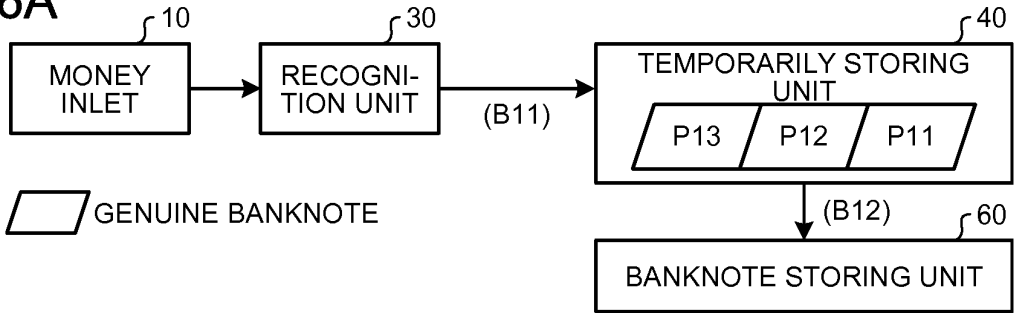 6A
10
30
40
MONEY
INLET
RECOGNI-
TION UNIT
(B11)
TEMPORARILY STORING
UNIT
P13 P12 P11
GENUINE BANKNOTE
(B12)
60
BANKNOTE STORING UNIT